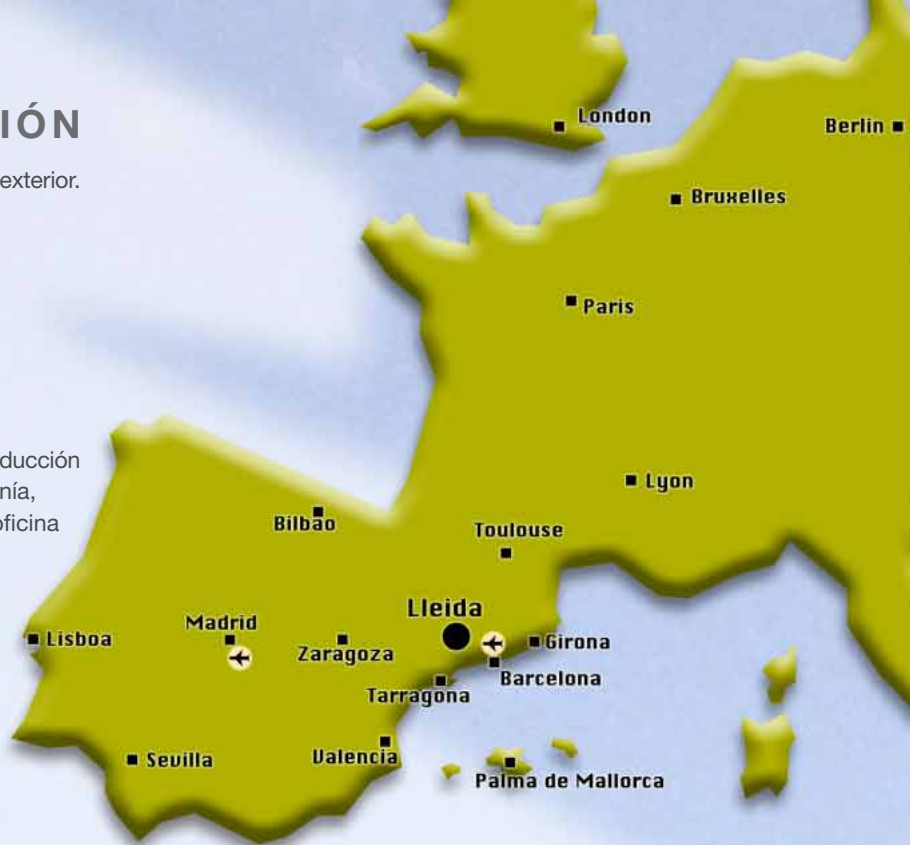 IÓN
exterior.
ducción
nía,
oficina
London
Berlin
Bruxelles
Paris
Lyon
Bilbao
Toulouse
Lleida
Madrid
Lisboa
Zaragoza
Girona
Barcelona
Tarragona
Sevilla
Valencia
Palma de Mallorca